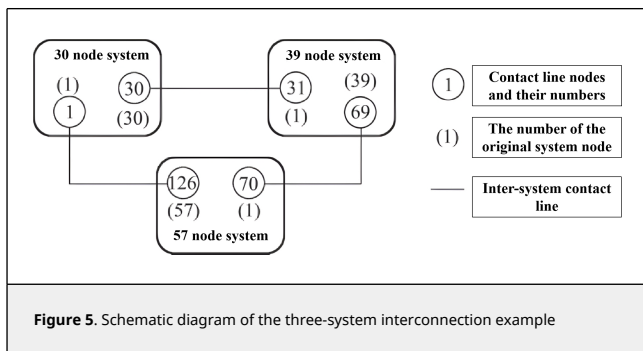 30 node system
39 node system
(1)
30
1
(30)
31
(39)
(1)
69
126
70
(57)
(1)
57 node system
1
Contact line nodes
and their numbers
(1)
The number of the
original system node
Inter-system contact
line
Figure 5. Schematic diagram of the three-system interconnection example